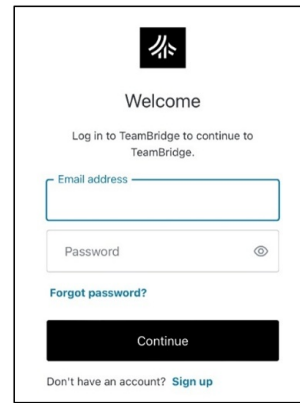 Welcome
Log in to TeamBridge to continue to
TeamBridge.
Email address
Password
Forgot password?
Continue
Don't have an account? Sign up